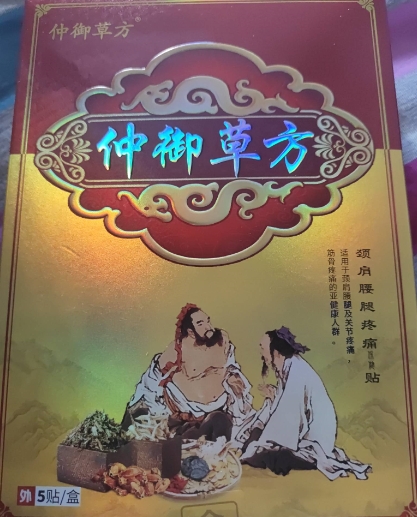 仲御草方®
仲御草方
颈肩腰腿疼痛贴
适用于颈肩腰腿及关节疼痛，
筋骨疼痛的亚健康人群。
外 5贴/盒